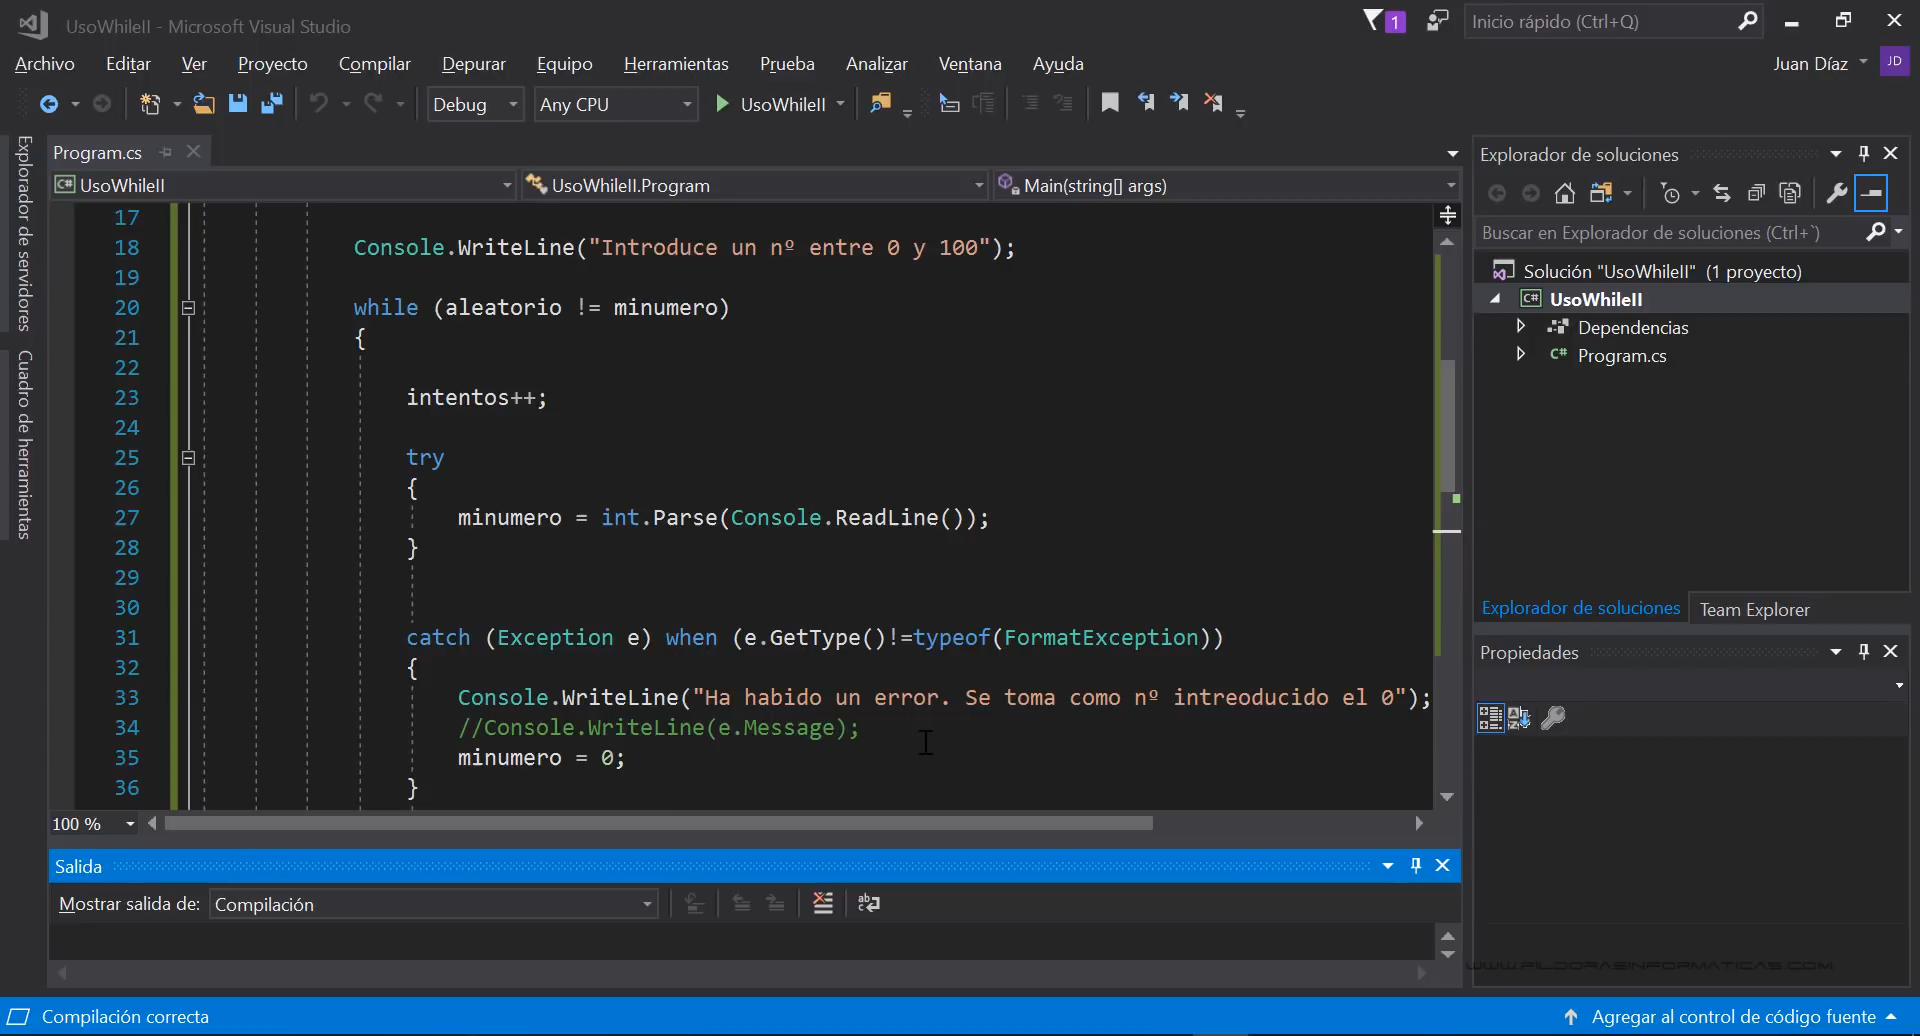 UsoWhileII - Microsoft Visual Studio
1
Inicio rápido (Ctrl+Q)
Archivo Editar Ver Proyecto Compilar Depurar Equipo Herramientas Prueba Analizar Ventana Ayuda
Juan Díaz JD
Debug Any CPU UsoWhileII
Explorador de servidores
Cuadro de herramientas
Program.cs
UsoWhileII UsoWhileII.Program Main(string[] args)
17
18 Console.WriteLine("Introduce un nº entre 0 y 100");
19
20 while (aleatorio != minumero)
21 {
22
23 intentos++;
24
25 try
26 {
27 minumero = int.Parse(Console.ReadLine());
28 }
29
30
31 catch (Exception e) when (e.GetType()!=typeof(FormatException))
32 {
33 Console.WriteLine("Ha habido un error. Se toma como nº intreoducido el 0");
34 //Console.WriteLine(e.Message);
35 minumero = 0;
36 }
100 %
Salida
Mostrar salida de: Compilación
Explorador de soluciones
Buscar en Explorador de soluciones (Ctrl+`)
Solución "UsoWhileII" (1 proyecto)
C# UsoWhileII
Dependencias
C# Program.cs
Explorador de soluciones Team Explorer
Propiedades
WWW.PILDORASINFORMATICAS.COM
Compilación correcta
Agregar al control de código fuente